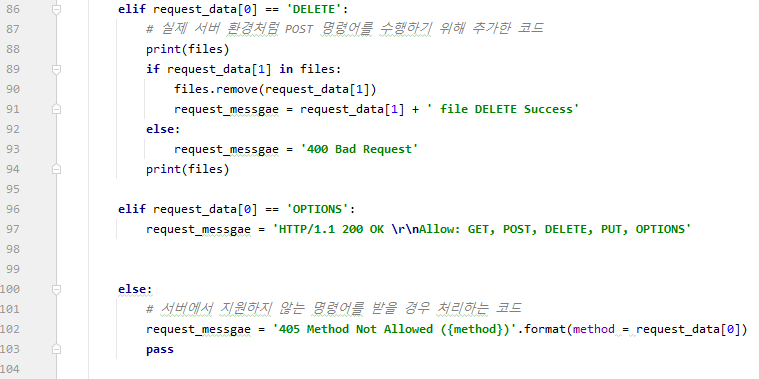 86 elif request_data[0] == 'DELETE':
87 # 실제 서버 환경처럼 POST 명령어를 수행하기 위해 추가한 코드
88 print(files)
89 if request_data[1] in files:
90 files.remove(request_data[1])
91 request_messgae = request_data[1] + ' file DELETE Success'
92 else:
93 request_messgae = '400 Bad Request'
94 print(files)
95
96 elif request_data[0] == 'OPTIONS':
97 request_messgae = 'HTTP/1.1 200 OK \r\nAllow: GET, POST, DELETE, PUT, OPTIONS'
98
99
100 else:
101 # 서버에서 지원하지 않는 명령어를 받을 경우 처리하는 코드
102 request_messgae = '405 Method Not Allowed ({method})'.format(method = request_data[0])
103 pass
104